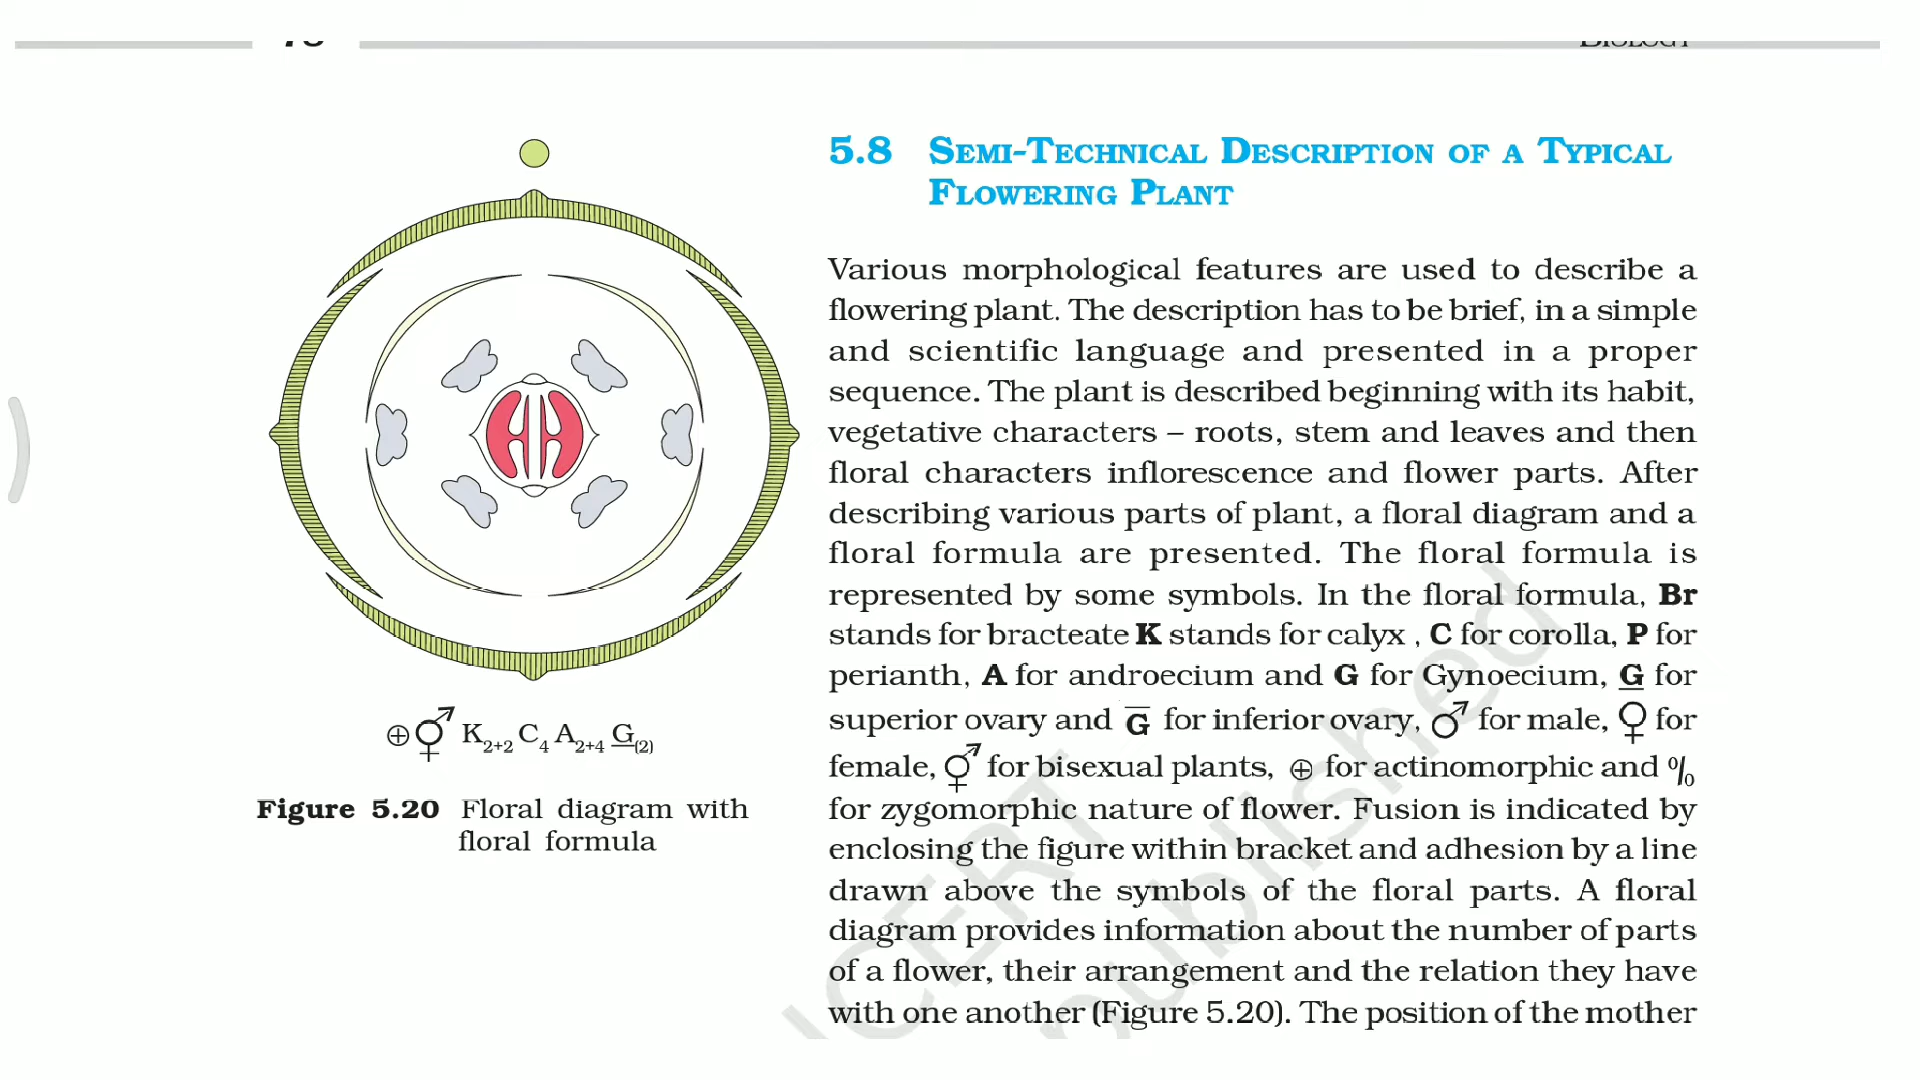 5.8 SEMI-TECHNICAL DESCRIPTION OF A TYPICAL
FLOWERING PLANT
Various morphological features are used to describe a
flowering plant. The description has to be brief, in a simple
and scientific language and presented in a proper
sequence. The plant is described beginning with its habit,
vegetative characters – roots, stem and leaves and then
floral characters inflorescence and flower parts. After
describing various parts of plant, a floral diagram and a
floral formula are presented. The floral formula is
represented by some symbols. In the floral formula, Br
stands for bracteate K stands for calyx , C for corolla, P for
perianth, A for androecium and G for Gynoecium, G̲ for
superior ovary and G̅ for inferior ovary, ♂ for male, ♀ for
female, ⚥ for bisexual plants, ⊕ for actinomorphic and %
for zygomorphic nature of flower. Fusion is indicated by
enclosing the figure within bracket and adhesion by a line
drawn above the symbols of the floral parts. A floral
diagram provides information about the number of parts
of a flower, their arrangement and the relation they have
with one another (Figure 5.20). The position of the mother
⊕ ⚥ K2+2 C4 A2+4 G̲(2)
Figure 5.20 Floral diagram with
floral formula